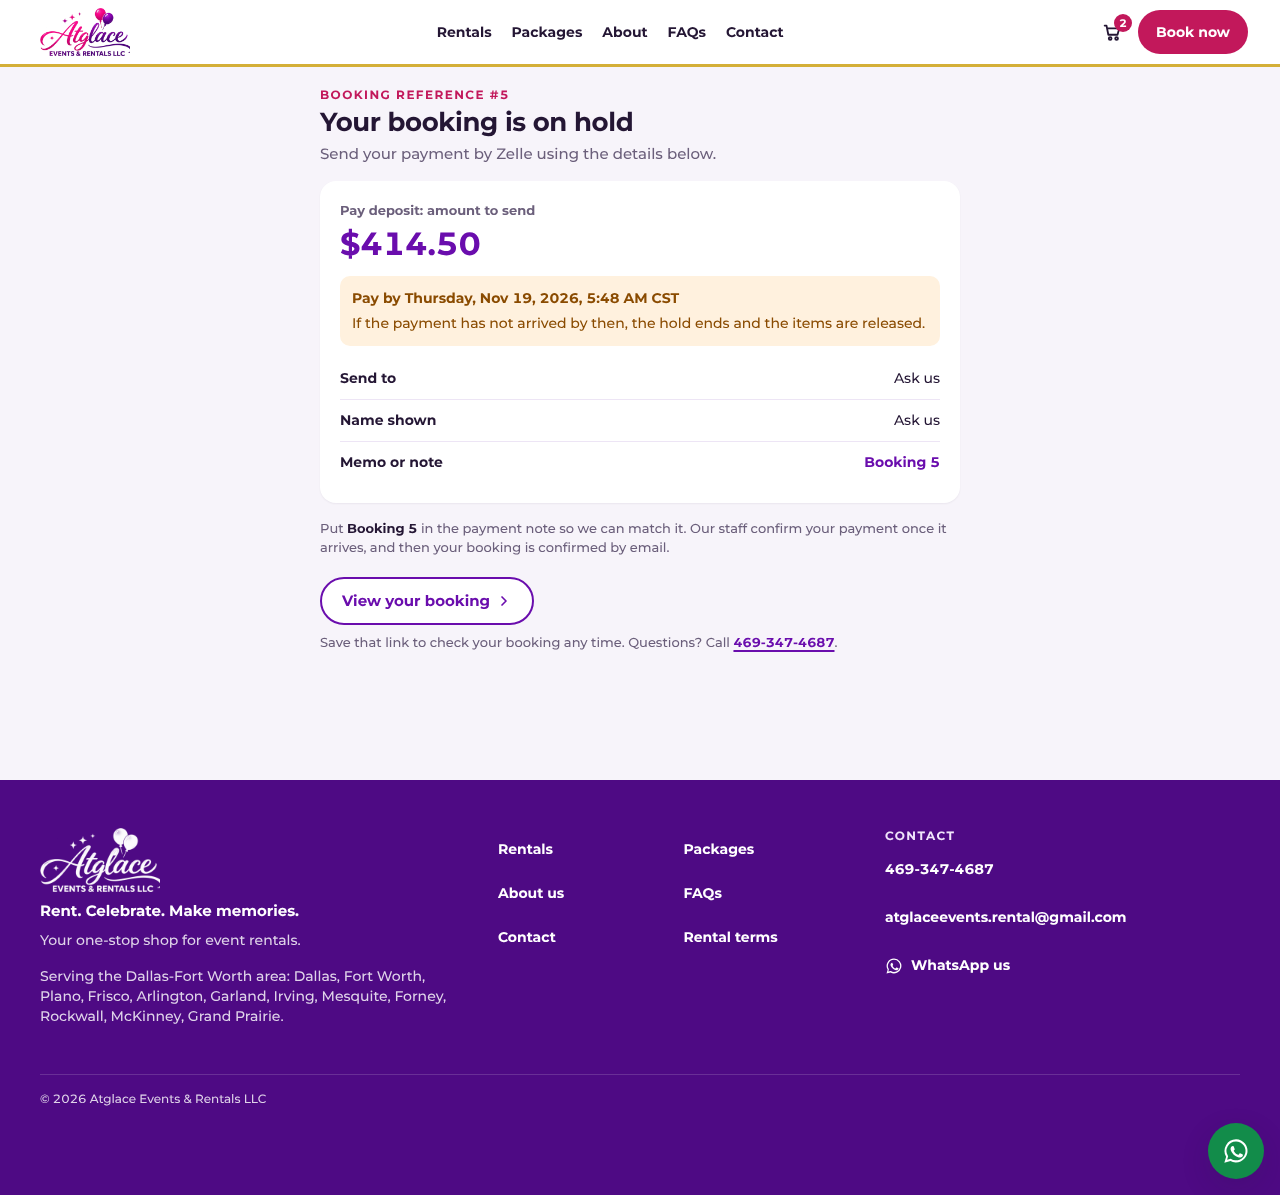 Atglace
EVENTS & RENTALS LLC
Rentals
Packages
About
FAQs
Contact
2
Book now
BOOKING REFERENCE #5
Your booking is on hold
Send your payment by Zelle using the details below.
Pay deposit: amount to send
$414.50
Pay by Thursday, Nov 19, 2026, 5:48 AM CST
If the payment has not arrived by then, the hold ends and the items are released.
Send to
Ask us
Name shown
Ask us
Memo or note
Booking 5
Put Booking 5 in the payment note so we can match it. Our staff confirm your payment once it
arrives, and then your booking is confirmed by email.
View your booking
Save that link to check your booking any time. Questions? Call 469-347-4687.
Atglace
EVENTS & RENTALS LLC
Rent. Celebrate. Make memories.
Your one-stop shop for event rentals.
Serving the Dallas-Fort Worth area: Dallas, Fort Worth,
Plano, Frisco, Arlington, Garland, Irving, Mesquite, Forney,
Rockwall, McKinney, Grand Prairie.
Rentals
Packages
About us
FAQs
Contact
Rental terms
CONTACT
469-347-4687
atglaceevents.rental@gmail.com
WhatsApp us
© 2026 Atglace Events & Rentals LLC